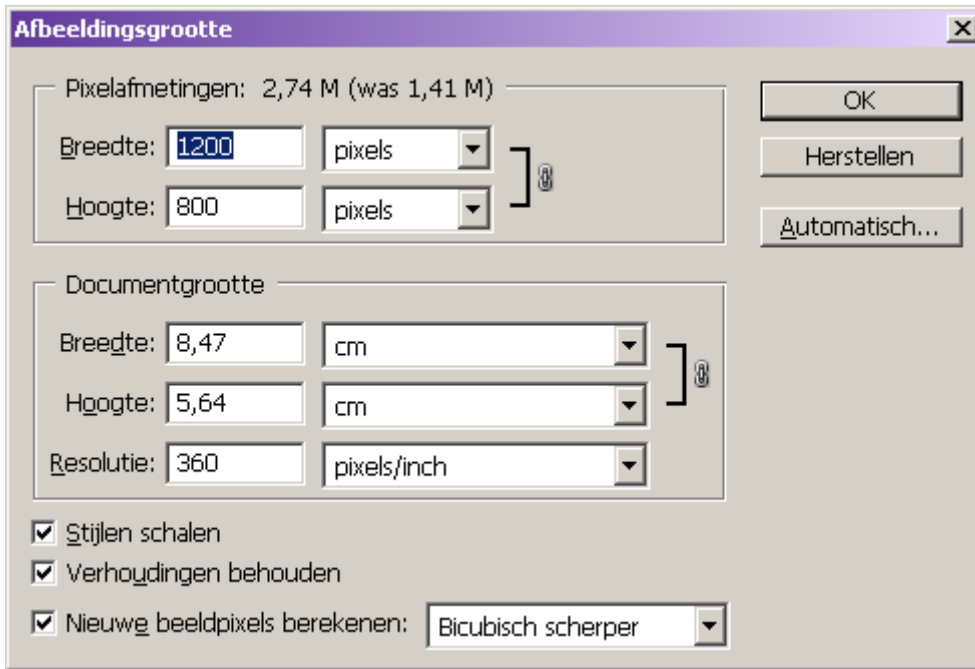 Afbeeldingsgrootte
Pixelafmetingen: 2,74 M (was 1,41 M)
Breedte: 1200 pixels
Hoogte: 800 pixels
OK
Herstellen
Automatisch...
Documentgrootte
Breedte: 8,47 cm
Hoogte: 5,64 cm
Resolutie: 360 pixels/inch
Stijlen schalen
Verhoudingen behouden
Nieuwe beeldpixels berekenen: Bicubisch scherper